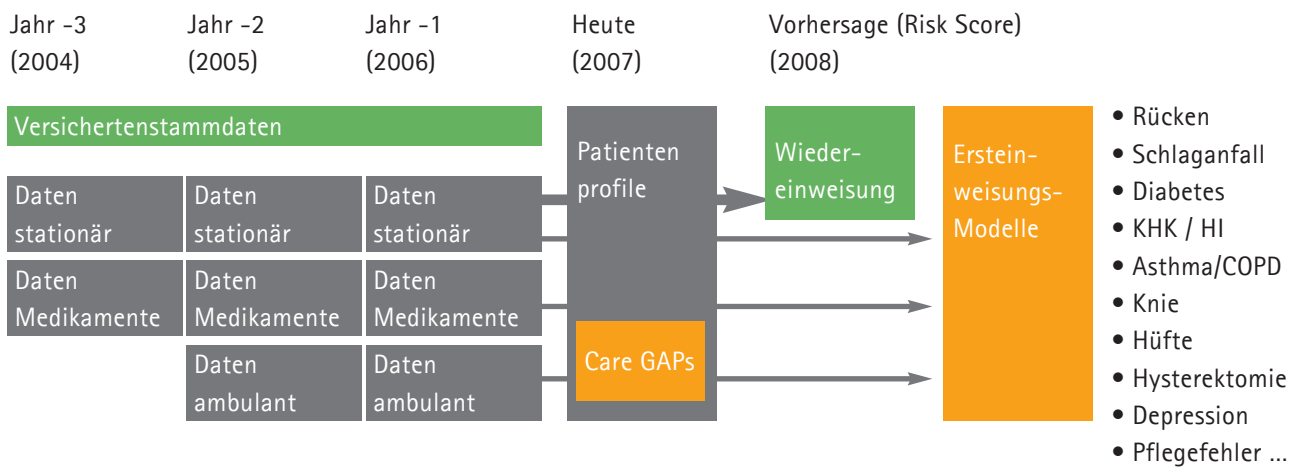 Jahr -3
(2004)
Jahr -2
(2005)
Jahr -1
(2006)
Heute
(2007)
Vorhersage (Risk Score)
(2008)
Versichertenstammdaten
Daten
stationär
Daten
stationär
Daten
stationär
Daten
Medikamente
Daten
Medikamente
Daten
Medikamente
Daten
ambulant
Daten
ambulant
Patienten
profile
Care GAPs
Wieder-
einweisung
Erstein-
weisungs-
Modelle
• Rücken
• Schlaganfall
• Diabetes
• KHK / HI
• Asthma/COPD
• Knie
• Hüfte
• Hysterektomie
• Depression
• Pflegefehler ...